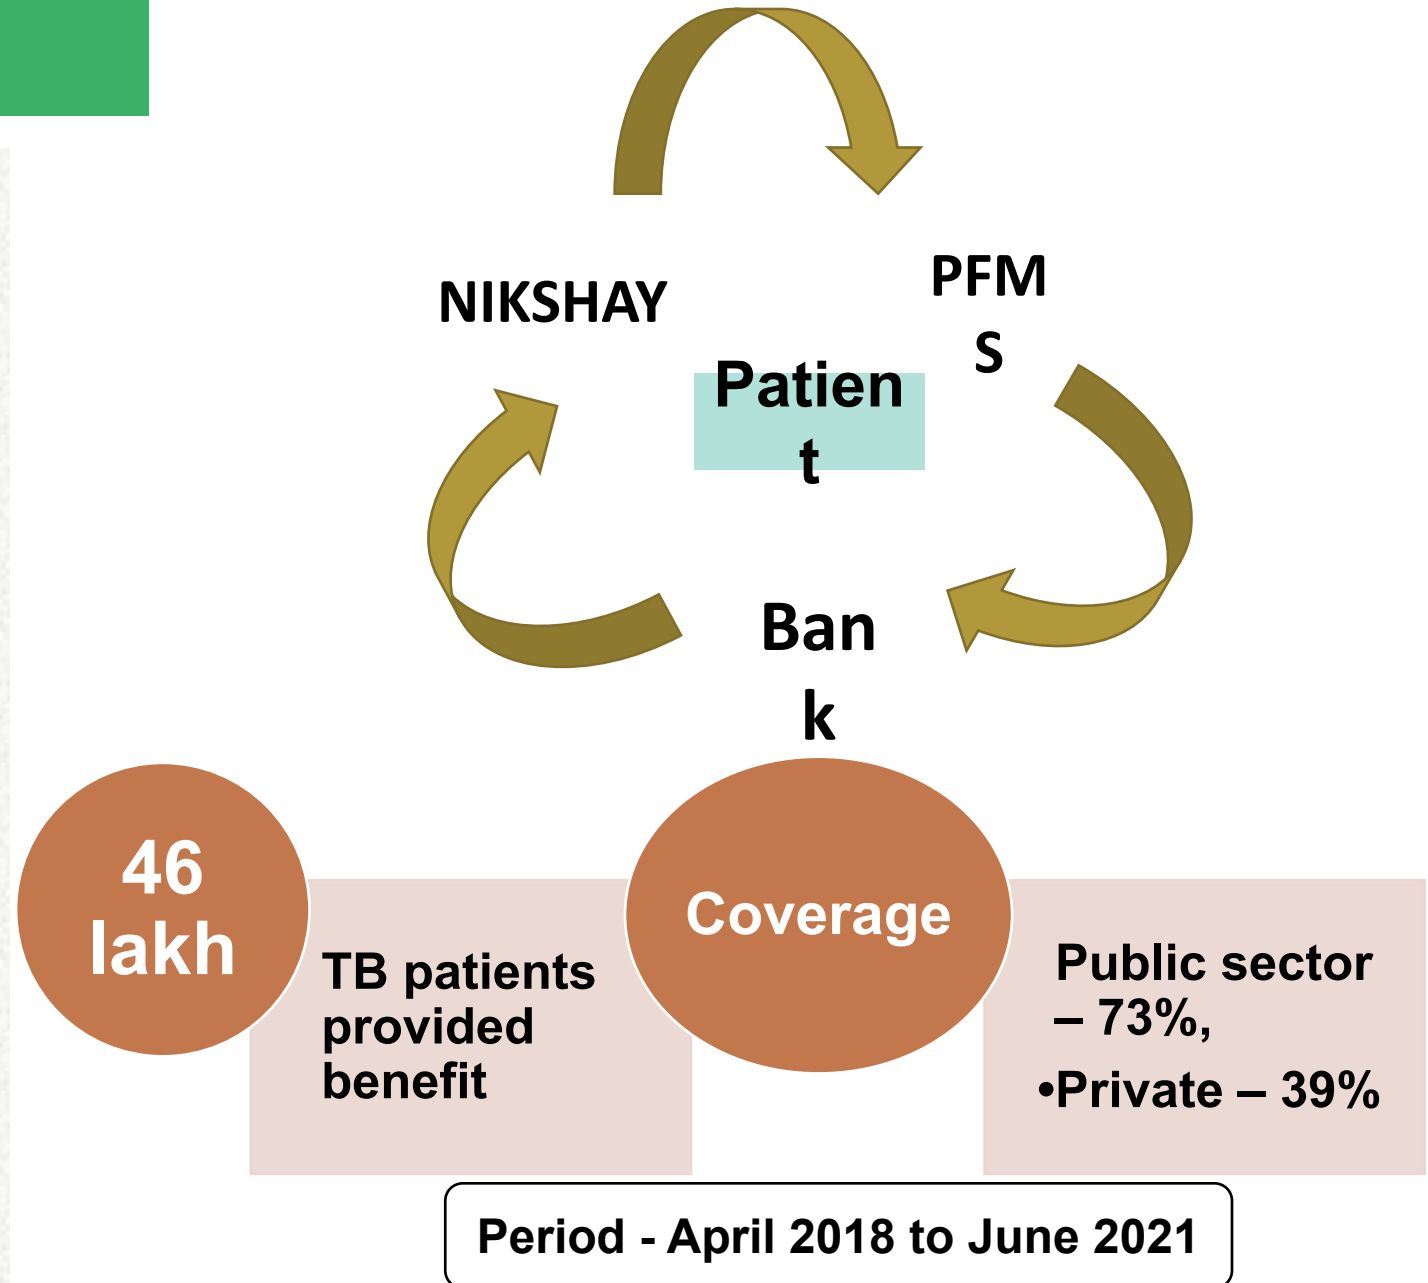 NIKSHAY
PFM
S
Patien
t
Ban
k
46
lakh
TB patients
provided
benefit
Coverage
Public sector
– 73%,
•Private – 39%
Period - April 2018 to June 2021